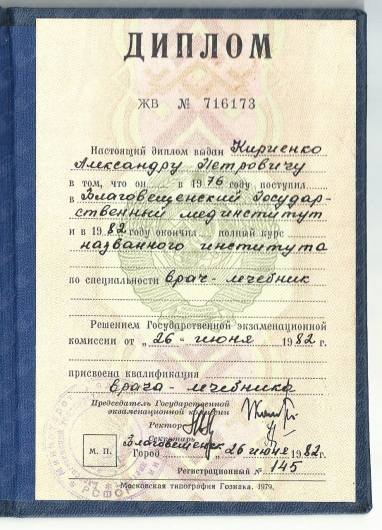 ДИПЛОМ
ЖВ № 716173
Настоящий диплом выдан Кириенко
Александру Петровичу
в том, что он в 1976 году поступил
в Благовещенский Государ-
ственный мединститут
и в 1982 году окончил полный курс
названного института
по специальности врач-лечебник
Решением Государственной экзаменационной
комиссии от „26 " июня 1982 г.
присвоена квалификация
врача-лечебника
Председатель Государственной
экзаменационной комиссии
Ректор
Секретарь
М. П.
Город Благовещенск „26 июня 1982 г.
Регистрационный № 145
Московская типография Гознака. 1979.